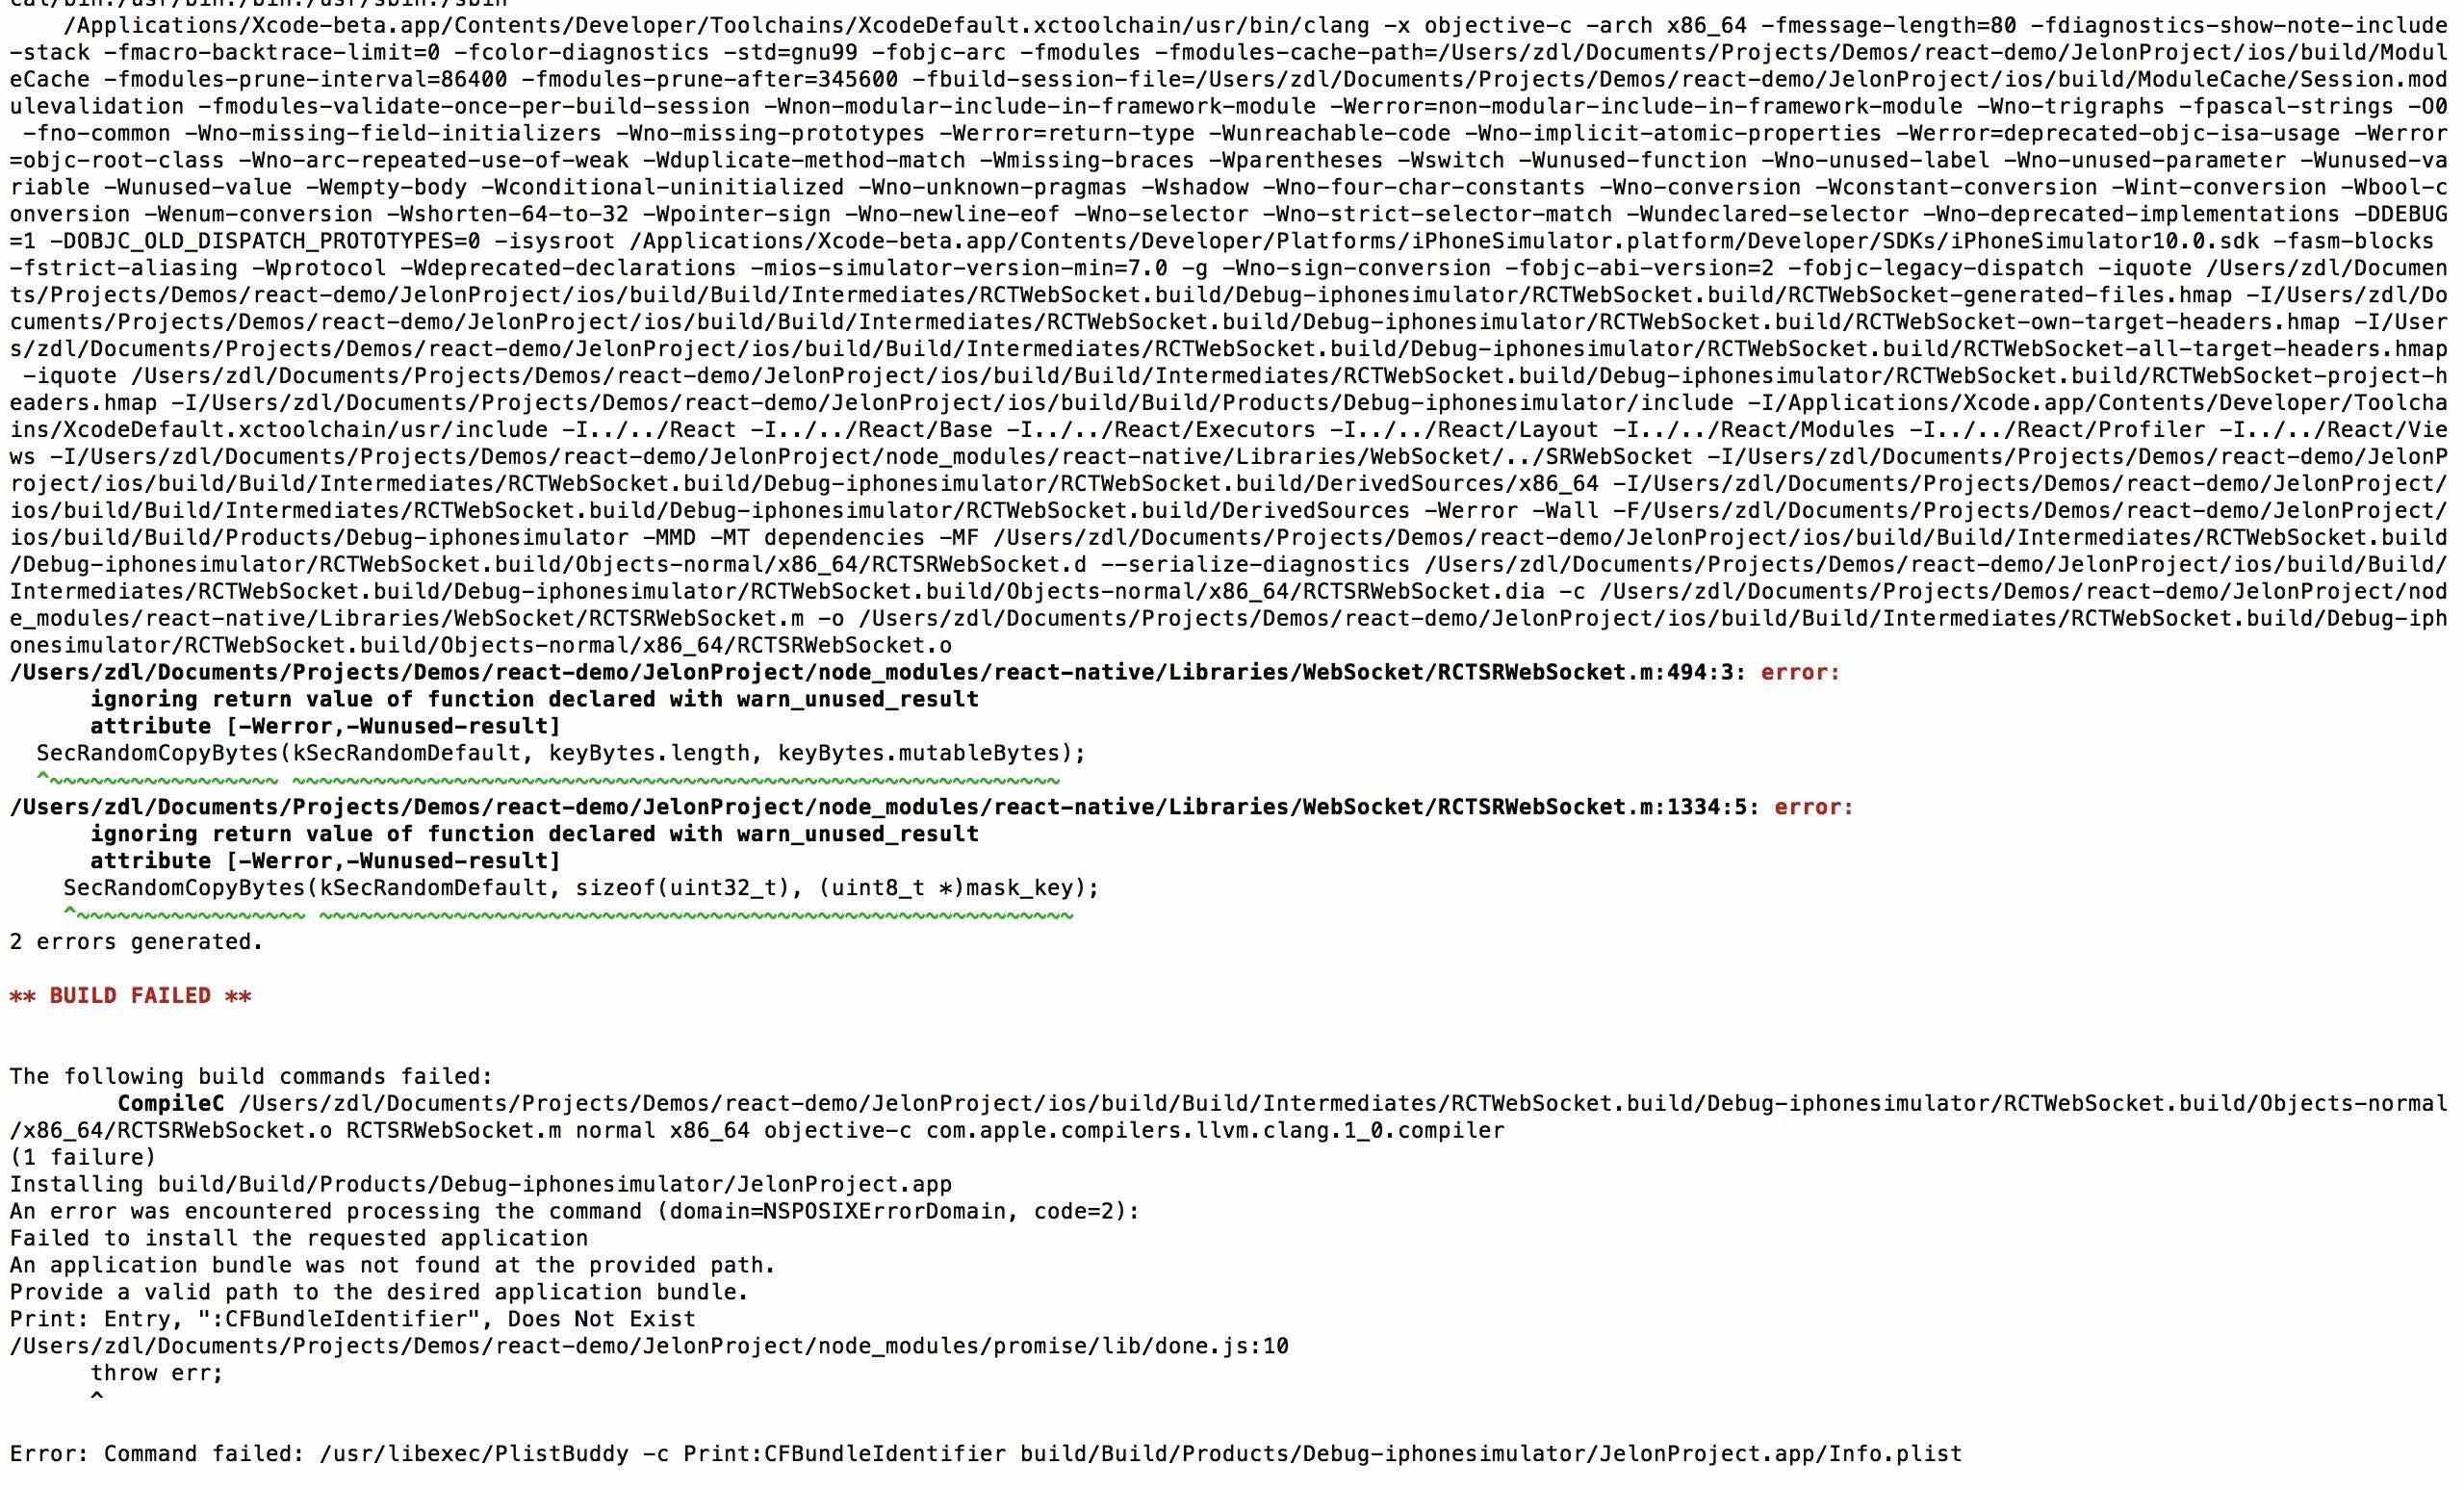 cal/bin:/usr/bin:/bin:/usr/sbin:/sbin
    /Applications/Xcode-beta.app/Contents/Developer/Toolchains/XcodeDefault.xctoolchain/usr/bin/clang -x objective-c -arch x86_64 -fmessage-length=80 -fdiagnostics-show-note-include
-stack -fmacro-backtrace-limit=0 -fcolor-diagnostics -std=gnu99 -fobjc-arc -fmodules -fmodules-cache-path=/Users/zdl/Documents/Projects/Demos/react-demo/JelonProject/ios/build/Modul
eCache -fmodules-prune-interval=86400 -fmodules-prune-after=345600 -fbuild-session-file=/Users/zdl/Documents/Projects/Demos/react-demo/JelonProject/ios/build/ModuleCache/Session.mod
ulevalidation -fmodules-validate-once-per-build-session -Wnon-modular-include-in-framework-module -Werror=non-modular-include-in-framework-module -Wno-trigraphs -fpascal-strings -O0
 -fno-common -Wno-missing-field-initializers -Wno-missing-prototypes -Werror=return-type -Wunreachable-code -Wno-implicit-atomic-properties -Werror=deprecated-objc-isa-usage -Werror
=objc-root-class -Wno-arc-repeated-use-of-weak -Wduplicate-method-match -Wmissing-braces -Wparentheses -Wswitch -Wunused-function -Wno-unused-label -Wno-unused-parameter -Wunused-va
riable -Wunused-value -Wempty-body -Wconditional-uninitialized -Wno-unknown-pragmas -Wshadow -Wno-four-char-constants -Wno-conversion -Wconstant-conversion -Wint-conversion -Wbool-c
onversion -Wenum-conversion -Wshorten-64-to-32 -Wpointer-sign -Wno-newline-eof -Wno-selector -Wno-strict-selector-match -Wundeclared-selector -Wno-deprecated-implementations -DDEBUG
=1 -DOBJC_OLD_DISPATCH_PROTOTYPES=0 -isysroot /Applications/Xcode-beta.app/Contents/Developer/Platforms/iPhoneSimulator.platform/Developer/SDKs/iPhoneSimulator10.0.sdk -fasm-blocks
-fstrict-aliasing -Wprotocol -Wdeprecated-declarations -mios-simulator-version-min=7.0 -g -Wno-sign-conversion -fobjc-abi-version=2 -fobjc-legacy-dispatch -iquote /Users/zdl/Documen
ts/Projects/Demos/react-demo/JelonProject/ios/build/Build/Intermediates/RCTWebSocket.build/Debug-iphonesimulator/RCTWebSocket.build/RCTWebSocket-generated-files.hmap -I/Users/zdl/Do
cuments/Projects/Demos/react-demo/JelonProject/ios/build/Build/Intermediates/RCTWebSocket.build/Debug-iphonesimulator/RCTWebSocket.build/RCTWebSocket-own-target-headers.hmap -I/User
s/zdl/Documents/Projects/Demos/react-demo/JelonProject/ios/build/Build/Intermediates/RCTWebSocket.build/Debug-iphonesimulator/RCTWebSocket.build/RCTWebSocket-all-target-headers.hmap
 -iquote /Users/zdl/Documents/Projects/Demos/react-demo/JelonProject/ios/build/Build/Intermediates/RCTWebSocket.build/Debug-iphonesimulator/RCTWebSocket.build/RCTWebSocket-project-h
eaders.hmap -I/Users/zdl/Documents/Projects/Demos/react-demo/JelonProject/ios/build/Build/Products/Debug-iphonesimulator/include -I/Applications/Xcode.app/Contents/Developer/Toolcha
ins/XcodeDefault.xctoolchain/usr/include -I../../React -I../../React/Base -I../../React/Executors -I../../React/Layout -I../../React/Modules -I../../React/Profiler -I../../React/Vie
ws -I/Users/zdl/Documents/Projects/Demos/react-demo/JelonProject/node_modules/react-native/Libraries/WebSocket/../SRWebSocket -I/Users/zdl/Documents/Projects/Demos/react-demo/JelonP
roject/ios/build/Build/Intermediates/RCTWebSocket.build/Debug-iphonesimulator/RCTWebSocket.build/DerivedSources/x86_64 -I/Users/zdl/Documents/Projects/Demos/react-demo/JelonProject/
ios/build/Build/Intermediates/RCTWebSocket.build/Debug-iphonesimulator/RCTWebSocket.build/DerivedSources -Werror -Wall -F/Users/zdl/Documents/Projects/Demos/react-demo/JelonProject/
ios/build/Build/Products/Debug-iphonesimulator -MMD -MT dependencies -MF /Users/zdl/Documents/Projects/Demos/react-demo/JelonProject/ios/build/Build/Intermediates/RCTWebSocket.build
/Debug-iphonesimulator/RCTWebSocket.build/Objects-normal/x86_64/RCTSRWebSocket.d --serialize-diagnostics /Users/zdl/Documents/Projects/Demos/react-demo/JelonProject/ios/build/Build/
Intermediates/RCTWebSocket.build/Debug-iphonesimulator/RCTWebSocket.build/Objects-normal/x86_64/RCTSRWebSocket.dia -c /Users/zdl/Documents/Projects/Demos/react-demo/JelonProject/nod
e_modules/react-native/Libraries/WebSocket/RCTSRWebSocket.m -o /Users/zdl/Documents/Projects/Demos/react-demo/JelonProject/ios/build/Build/Intermediates/RCTWebSocket.build/Debug-iph
onesimulator/RCTWebSocket.build/Objects-normal/x86_64/RCTSRWebSocket.o
/Users/zdl/Documents/Projects/Demos/react-demo/JelonProject/node_modules/react-native/Libraries/WebSocket/RCTSRWebSocket.m:494:3: error:
      ignoring return value of function declared with warn_unused_result
      attribute [-Werror,-Wunused-result]
  SecRandomCopyBytes(kSecRandomDefault, keyBytes.length, keyBytes.mutableBytes);
  ^~~~~~~~~~~~~~~~~~ ~~~~~~~~~~~~~~~~~~~~~~~~~~~~~~~~~~~~~~~~~~~~~~~~~~~~~~~~~
/Users/zdl/Documents/Projects/Demos/react-demo/JelonProject/node_modules/react-native/Libraries/WebSocket/RCTSRWebSocket.m:1334:5: error:
      ignoring return value of function declared with warn_unused_result
      attribute [-Werror,-Wunused-result]
    SecRandomCopyBytes(kSecRandomDefault, sizeof(uint32_t), (uint8_t *)mask_key);
    ^~~~~~~~~~~~~~~~~~ ~~~~~~~~~~~~~~~~~~~~~~~~~~~~~~~~~~~~~~~~~~~~~~~~~~~~~~~~
2 errors generated.
** BUILD FAILED **
The following build commands failed:
        CompileC /Users/zdl/Documents/Projects/Demos/react-demo/JelonProject/ios/build/Build/Intermediates/RCTWebSocket.build/Debug-iphonesimulator/RCTWebSocket.build/Objects-normal
/x86_64/RCTSRWebSocket.o RCTSRWebSocket.m normal x86_64 objective-c com.apple.compilers.llvm.clang.1_0.compiler
(1 failure)
Installing build/Build/Products/Debug-iphonesimulator/JelonProject.app
An error was encountered processing the command (domain=NSPOSIXErrorDomain, code=2):
Failed to install the requested application
An application bundle was not found at the provided path.
Provide a valid path to the desired application bundle.
Print: Entry, ":CFBundleIdentifier", Does Not Exist
/Users/zdl/Documents/Projects/Demos/react-demo/JelonProject/node_modules/promise/lib/done.js:10
      throw err;
      ^
Error: Command failed: /usr/libexec/PlistBuddy -c Print:CFBundleIdentifier build/Build/Products/Debug-iphonesimulator/JelonProject.app/Info.plist